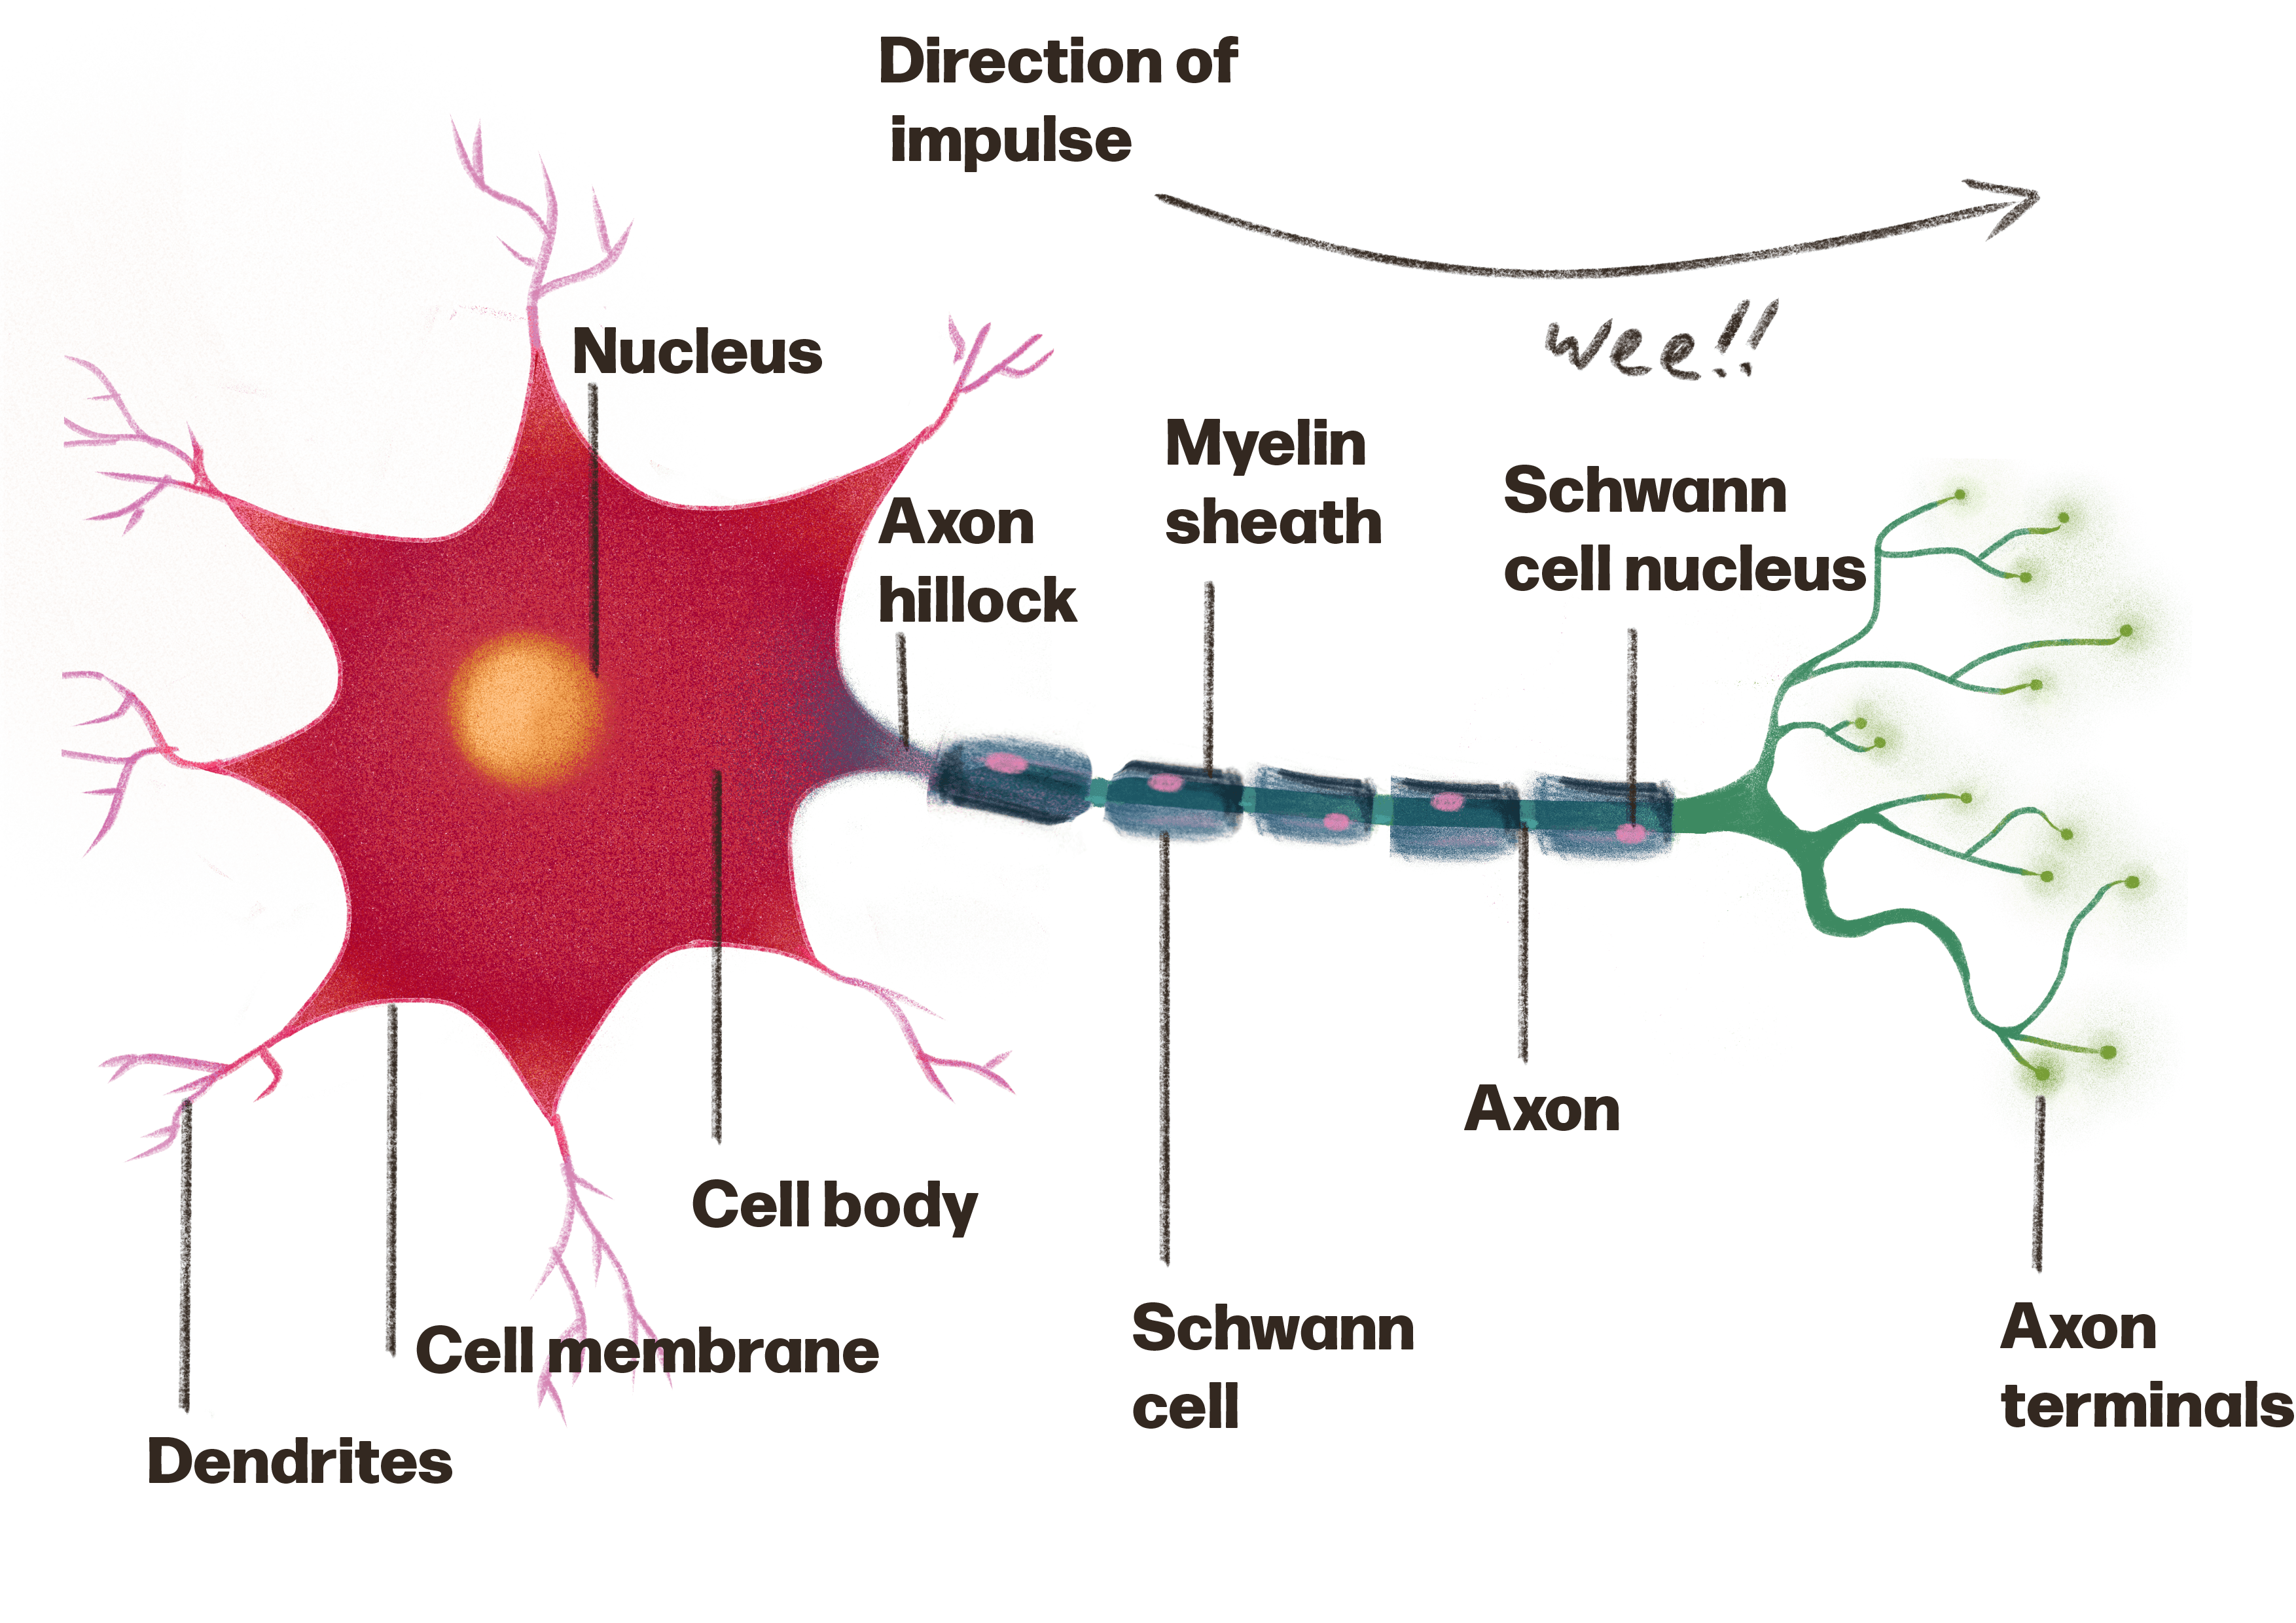 Direction of
impulse
wee!!
Nucleus
Myelin
sheath
Schwann
cell nucleus
Axon
hillock
Axon
Cell body
Schwann
cell
Axon
terminals
Cell membrane
Dendrites